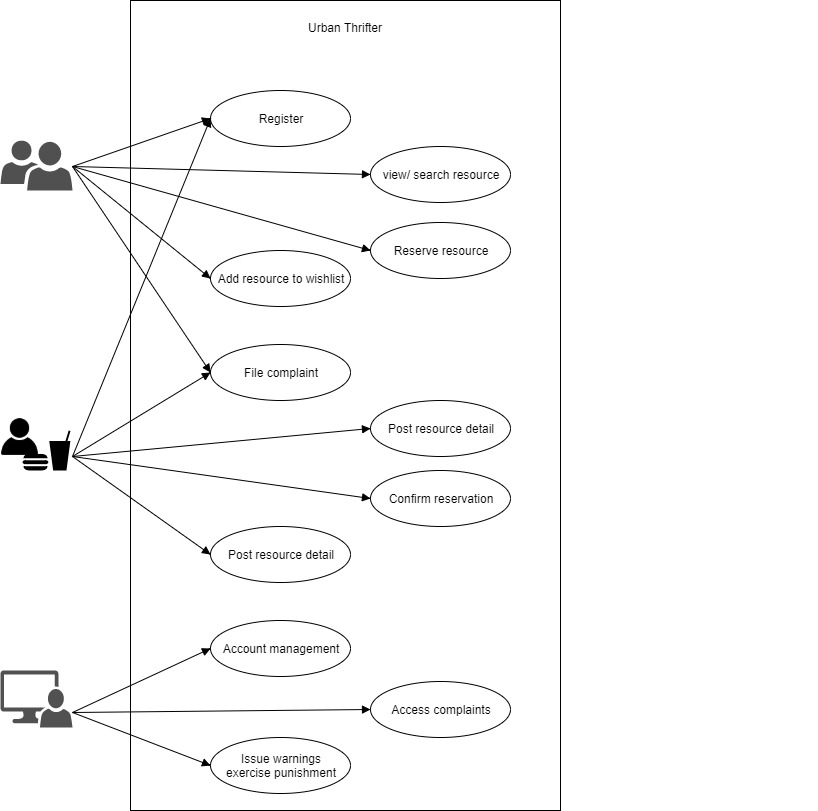 Urban Thrifter
Register
view/ search resource
Reserve resource
Add resource to wishlist
File complaint
Post resource detail
Confirm reservation
Post resource detail
Account management
Access complaints
Issue warnings
exercise punishment